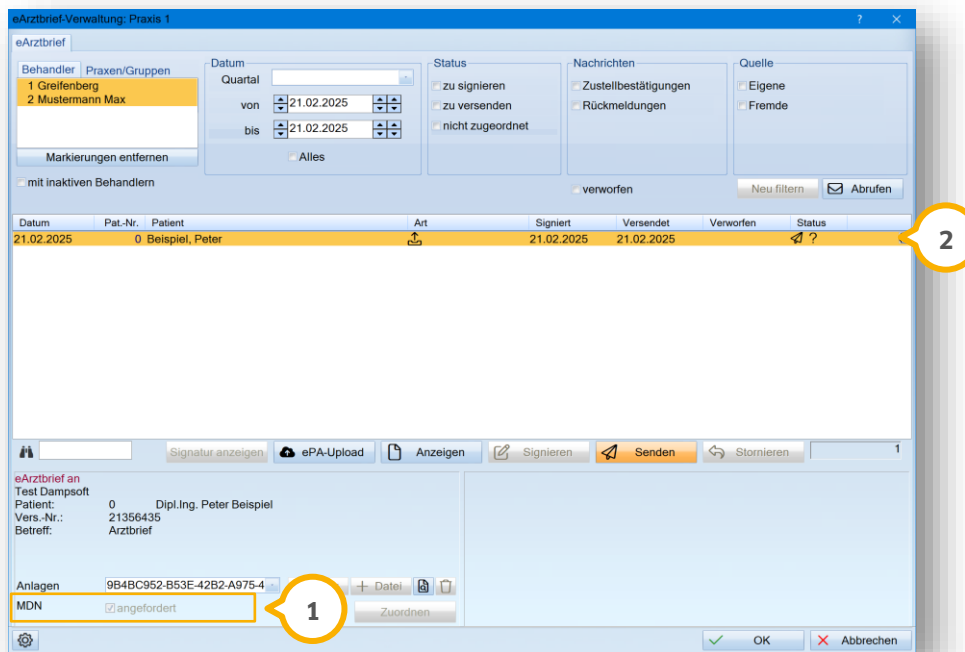 eArztbrief-Verwaltung: Praxis 1
eArztbrief
Behandler Praxen/Gruppen
1 Greifenberg
2 Mustermann Max
Markierungen entfernen
mit inaktiven Behandlern
Datum
Quartal
von 21.02.2025
bis 21.02.2025
Alles
Status
zu signieren
zu versenden
nicht zugeordnet
Nachrichten
Zustellbestätigungen
Rückmeldungen
verworfen
Quelle
Eigene
Fremde
Neu filtern Abrufen
Datum Pat.-Nr. Patient Art Signiert Versendet Verworfen Status
21.02.2025 0 Beispiel, Peter 21.02.2025 21.02.2025 ?
2
Signatur anzeigen ePA-Upload Anzeigen Signieren Senden Stornieren 1
eArztbrief an
Test Dampsoft
Patient: 0 Dipl.Ing. Peter Beispiel
Vers.-Nr.: 21356435
Betreff: Arztbrief
Anlagen 9B4BC952-B53E-42B2-A975-4 + Datei
MDN angefordert Zuordnen
1
OK Abbrechen